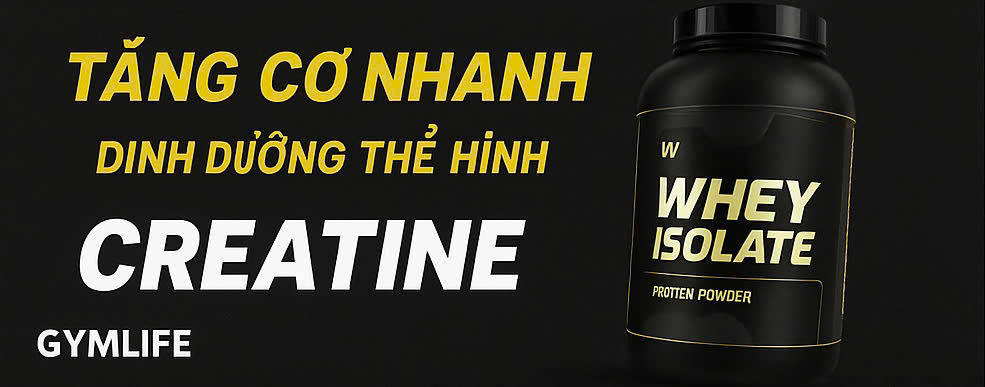 TĂNG CƠ NHANH
DINH DƯỠNG THỂ HÌNH
CREATINE
GYMLIFE
W
WHEY
ISOLATE
PROTTEN POWDER